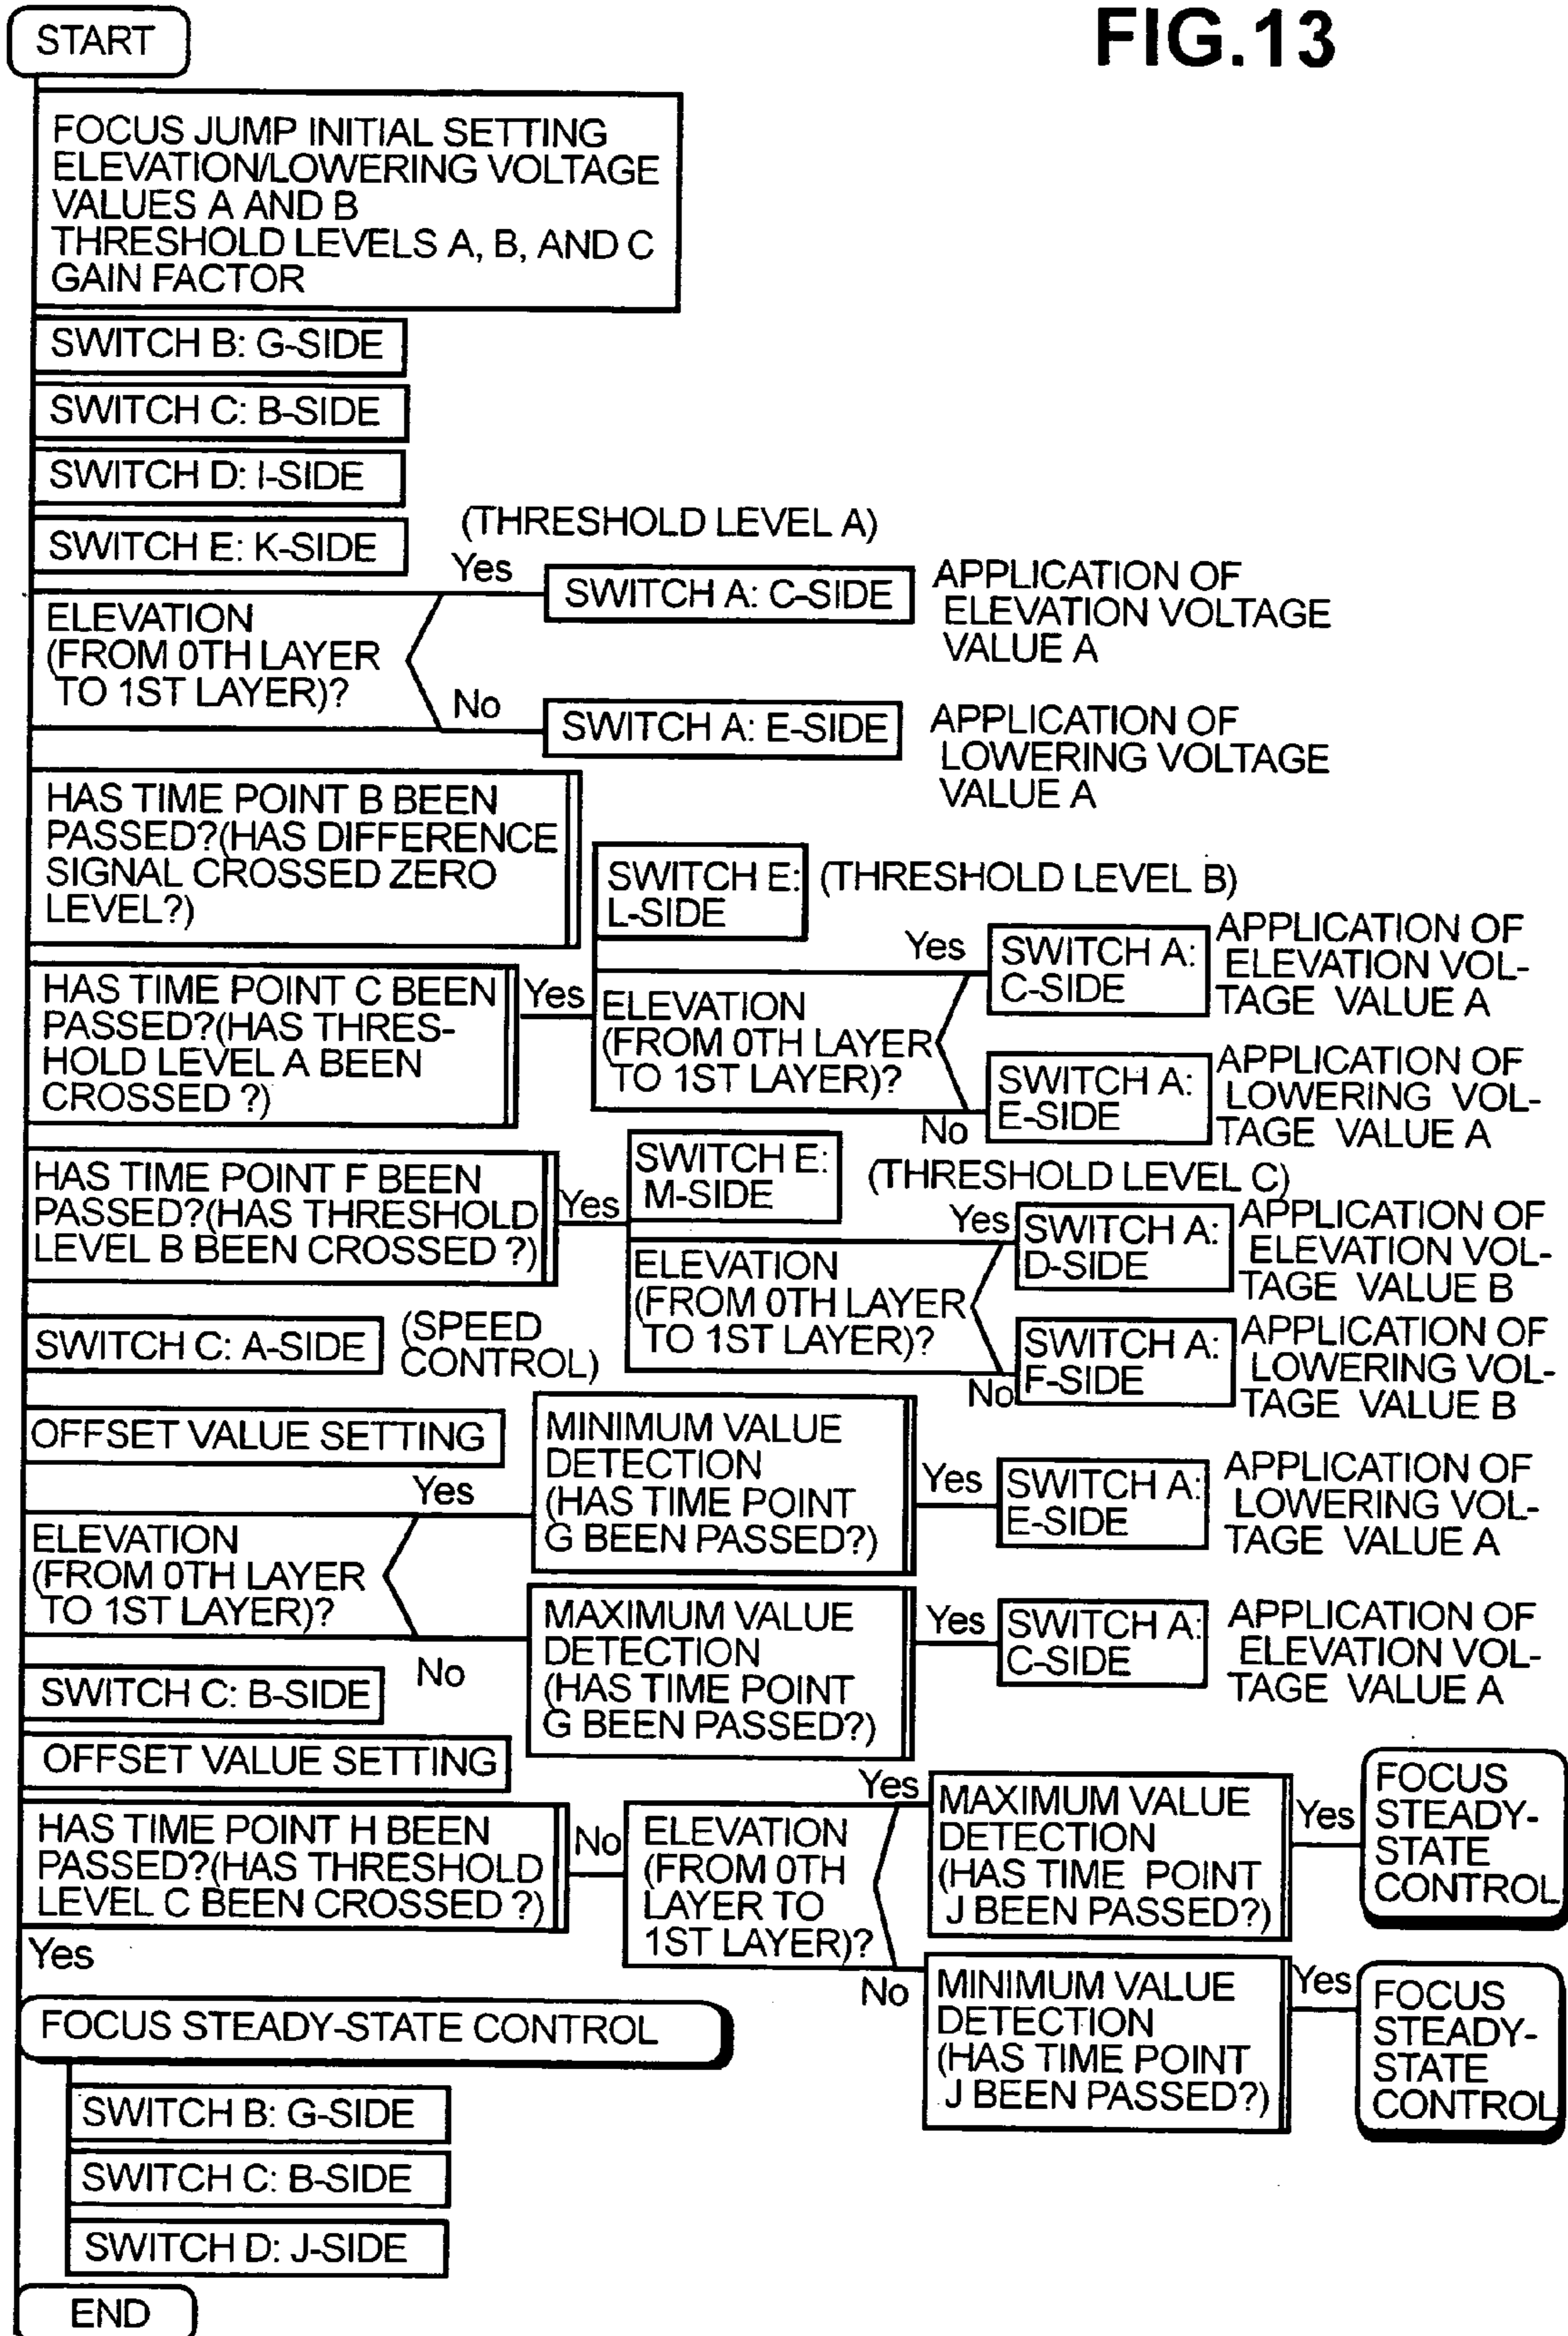 FIG.13
START
FOCUS JUMP INITIAL SETTING
ELEVATION/LOWERING VOLTAGE
VALUES A AND B
THRESHOLD LEVELS A, B, AND C
GAIN FACTOR
SWITCH B: G-SIDE
SWITCH C: B-SIDE
SWITCH D: I-SIDE
SWITCH E: K-SIDE
(THRESHOLD LEVEL A)
ELEVATION
(FROM 0TH LAYER
TO 1ST LAYER)?
Yes
SWITCH A: C-SIDE
APPLICATION OF
ELEVATION VOLTAGE
VALUE A
No
SWITCH A: E-SIDE
APPLICATION OF
LOWERING VOLTAGE
VALUE A
HAS TIME POINT B BEEN
PASSED?(HAS DIFFERENCE
SIGNAL CROSSED ZERO
LEVEL?)
HAS TIME POINT C BEEN
PASSED?(HAS THRES-
HOLD LEVEL A BEEN
CROSSED ?)
Yes
SWITCH E:
L-SIDE
(THRESHOLD LEVEL B)
ELEVATION
(FROM 0TH LAYER
TO 1ST LAYER)?
Yes
SWITCH A:
C-SIDE
APPLICATION OF
ELEVATION VOL-
TAGE VALUE A
No
SWITCH A:
E-SIDE
APPLICATION OF
LOWERING VOL-
TAGE VALUE A
HAS TIME POINT F BEEN
PASSED?(HAS THRESHOLD
LEVEL B BEEN CROSSED ?)
Yes
SWITCH E:
M-SIDE
(THRESHOLD LEVEL C)
ELEVATION
(FROM 0TH LAYER
TO 1ST LAYER)?
Yes
SWITCH A:
D-SIDE
APPLICATION OF
ELEVATION VOL-
TAGE VALUE B
No
SWITCH A:
F-SIDE
APPLICATION OF
LOWERING VOL-
TAGE VALUE B
SWITCH C: A-SIDE
(SPEED
CONTROL)
OFFSET VALUE SETTING
ELEVATION
(FROM 0TH LAYER
TO 1ST LAYER)?
Yes
MINIMUM VALUE
DETECTION
(HAS TIME POINT
G BEEN PASSED?)
Yes
SWITCH A:
E-SIDE
APPLICATION OF
LOWERING VOL-
TAGE VALUE A
No
MAXIMUM VALUE
DETECTION
(HAS TIME POINT
G BEEN PASSED?)
Yes
SWITCH A:
C-SIDE
APPLICATION OF
ELEVATION VOL-
TAGE VALUE A
SWITCH C: B-SIDE
OFFSET VALUE SETTING
HAS TIME POINT H BEEN
PASSED?(HAS THRESHOLD
LEVEL C BEEN CROSSED ?)
No
ELEVATION
(FROM 0TH
LAYER TO
1ST LAYER)?
Yes
MAXIMUM VALUE
DETECTION
(HAS TIME POINT
J BEEN PASSED?)
Yes
FOCUS
STEADY-
STATE
CONTROL
No
MINIMUM VALUE
DETECTION
(HAS TIME POINT
J BEEN PASSED?)
Yes
FOCUS
STEADY-
STATE
CONTROL
Yes
FOCUS STEADY-STATE CONTROL
SWITCH B: G-SIDE
SWITCH C: B-SIDE
SWITCH D: J-SIDE
END